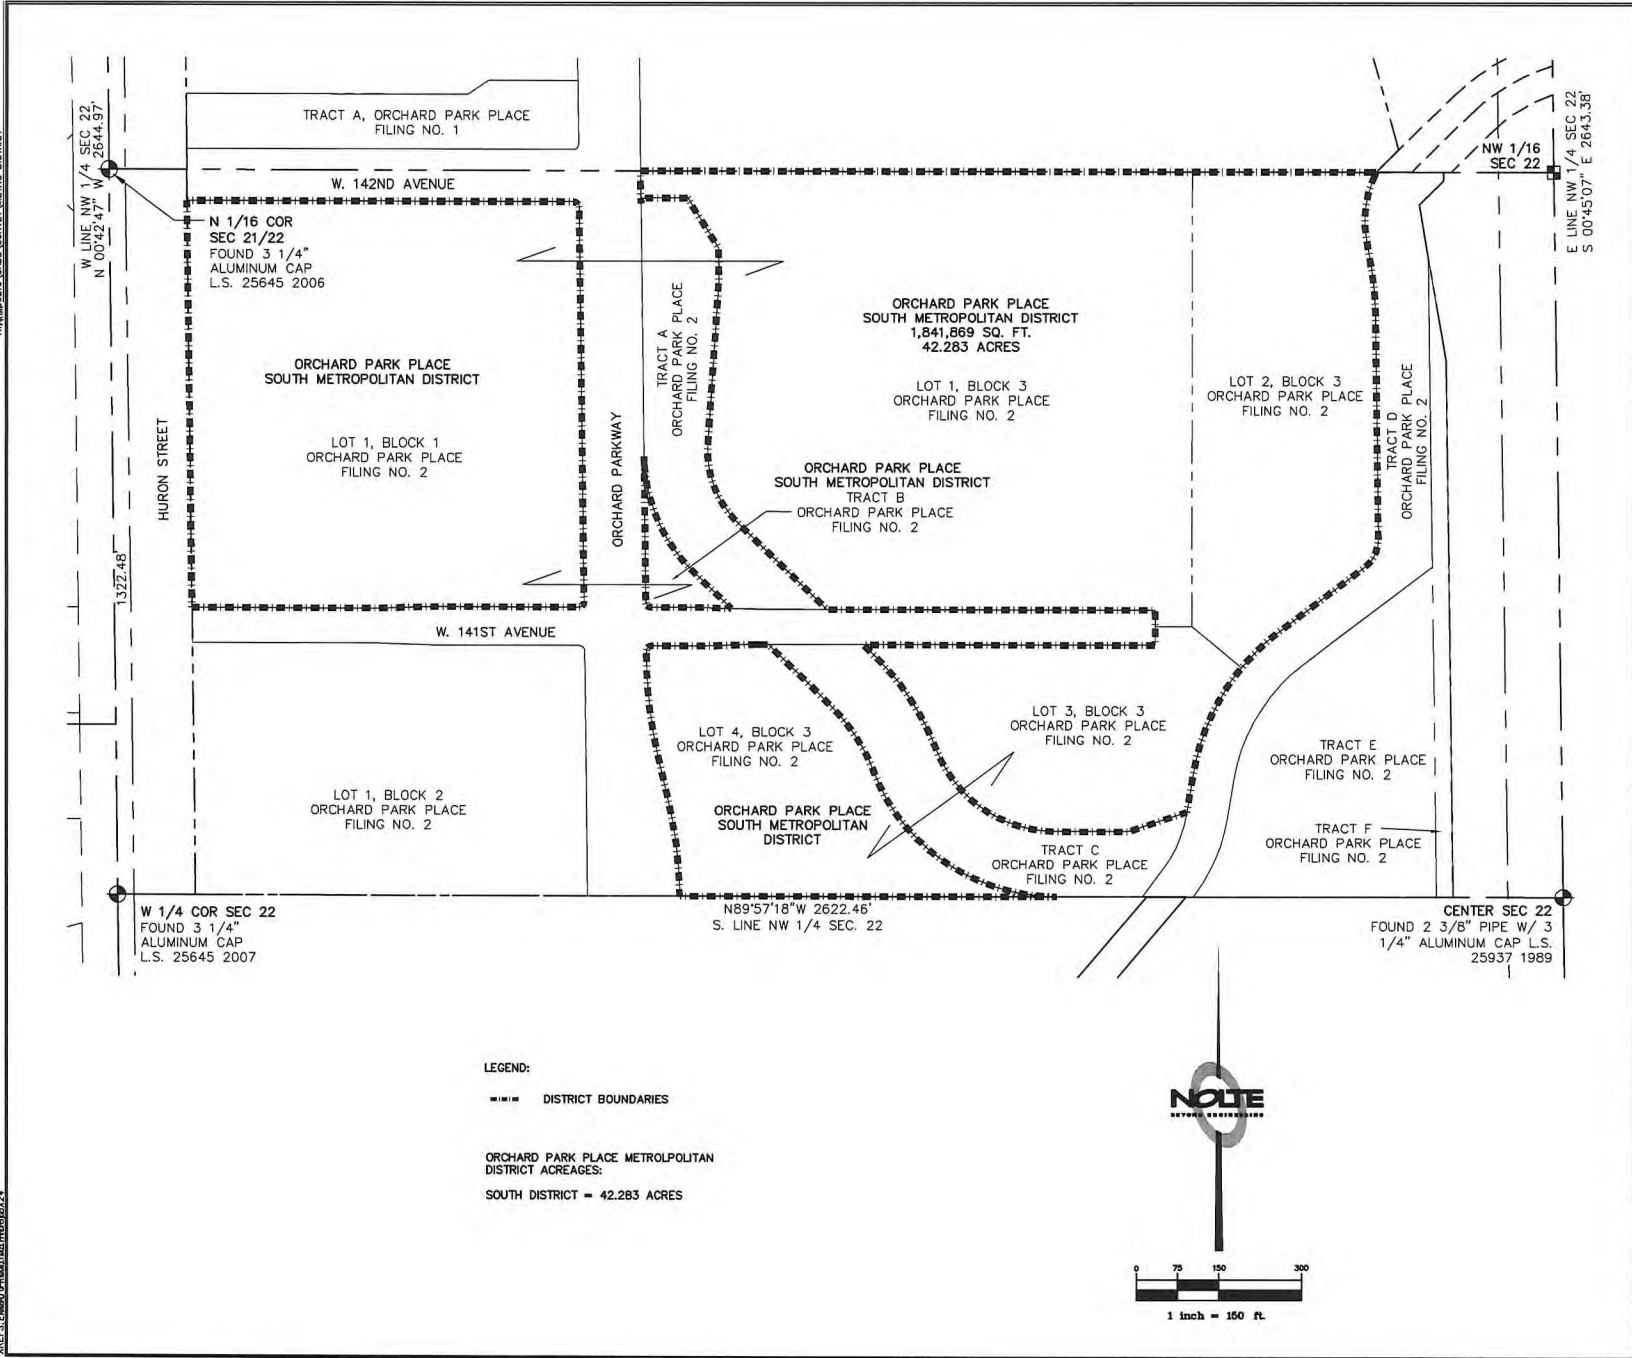 TRACT A, ORCHARD PARK PLACE
FILING NO. 1
W LINE NW 1/4 SEC 22
N 00°42'47" W 2644.97'
E LINE NW 1/4 SEC 22
S 00°45'07" E 2643.38'
NW 1/16
SEC 22
W. 142ND AVENUE
N 1/16 COR
SEC 21/22
FOUND 3 1/4"
ALUMINUM CAP
L.S. 25645 2006
ORCHARD PARK PLACE
SOUTH METROPOLITAN DISTRICT
LOT 1, BLOCK 1
ORCHARD PARK PLACE
FILING NO. 2
HURON STREET
1322.48'
ORCHARD PARKWAY
TRACT A
ORCHARD PARK PLACE
FILING NO. 2
ORCHARD PARK PLACE
SOUTH METROPOLITAN DISTRICT
1,841,869 SQ. FT.
42.283 ACRES
LOT 1, BLOCK 3
ORCHARD PARK PLACE
FILING NO. 2
LOT 2, BLOCK 3
ORCHARD PARK PLACE
FILING NO. 2
TRACT D
ORCHARD PARK PLACE
FILING NO. 2
ORCHARD PARK PLACE
SOUTH METROPOLITAN DISTRICT
TRACT B
ORCHARD PARK PLACE
FILING NO. 2
W. 141ST AVENUE
LOT 1, BLOCK 2
ORCHARD PARK PLACE
FILING NO. 2
LOT 4, BLOCK 3
ORCHARD PARK PLACE
FILING NO. 2
ORCHARD PARK PLACE
SOUTH METROPOLITAN
DISTRICT
LOT 3, BLOCK 3
ORCHARD PARK PLACE
FILING NO. 2
TRACT C
ORCHARD PARK PLACE
FILING NO. 2
TRACT E
ORCHARD PARK PLACE
FILING NO. 2
TRACT F
ORCHARD PARK PLACE
FILING NO. 2
W 1/4 COR SEC 22
FOUND 3 1/4"
ALUMINUM CAP
L.S. 25645 2007
N89°57'18"W 2622.46'
S. LINE NW 1/4 SEC. 22
CENTER SEC 22
FOUND 2 3/8" PIPE W/ 3
1/4" ALUMINUM CAP L.S.
25937 1989
LEGEND:
DISTRICT BOUNDARIES
ORCHARD PARK PLACE METROLPOLITAN
DISTRICT ACREAGES:
SOUTH DISTRICT = 42.283 ACRES
NOLTE
BEYOND ENGINEERING
0 75 150 300
1 inch = 150 ft.